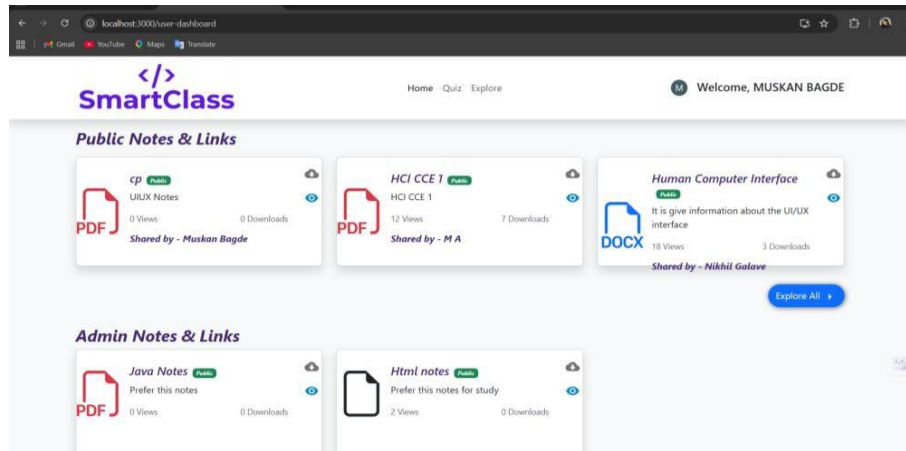 localhost:3000/user-dashboard
Gmail YouTube Maps Translate
</>
SmartClass
Home Quiz Explore
M Welcome, MUSKAN BAGDE
Public Notes & Links
cp Public
UIUX Notes
0 Views 0 Downloads
PDF
Shared by - Muskan Bagde
HCI CCE 1 Public
HCI CCE 1
12 Views 7 Downloads
PDF
Shared by - M A
Human Computer Interface
Public
It is give information about the UI/UX
interface
DOCX
18 Views 3 Downloads
Shared by - Nikhil Galave
Explore All
Admin Notes & Links
Java Notes Public
Prefer this notes
PDF
0 Views 0 Downloads
Html notes Public
Prefer this notes for study
2 Views 0 Downloads